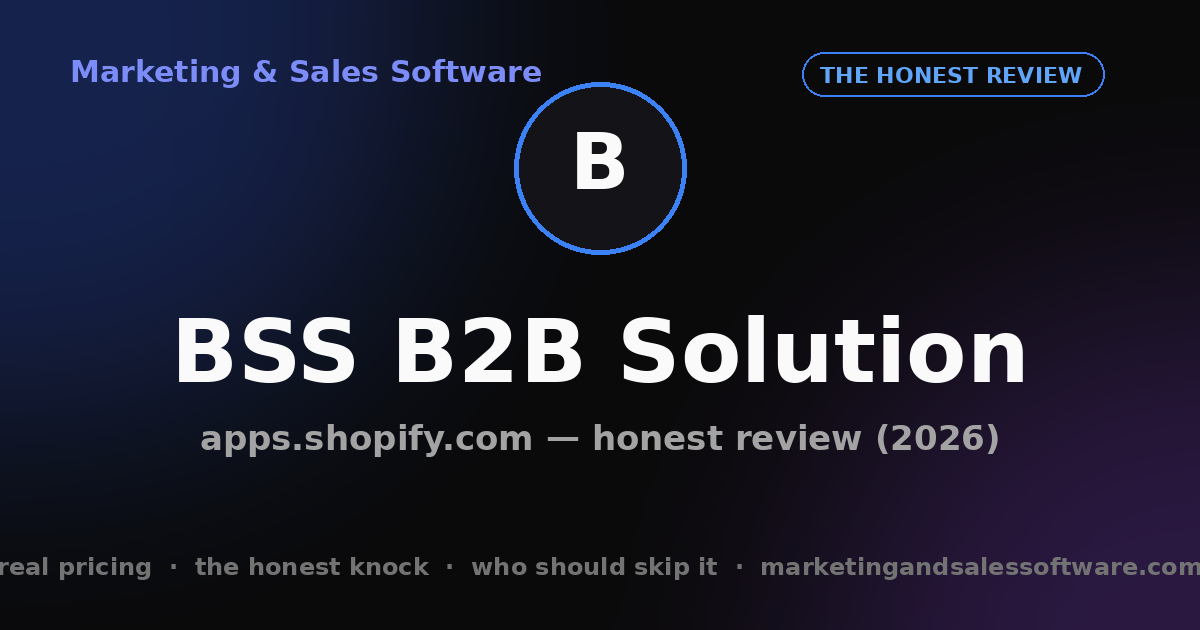 Marketing & Sales Software
THE HONEST REVIEW
B
BSS B2B Solution
apps.shopify.com — honest review (2026)
real pricing · the honest knock · who should skip it · marketingandsalessoftware.com